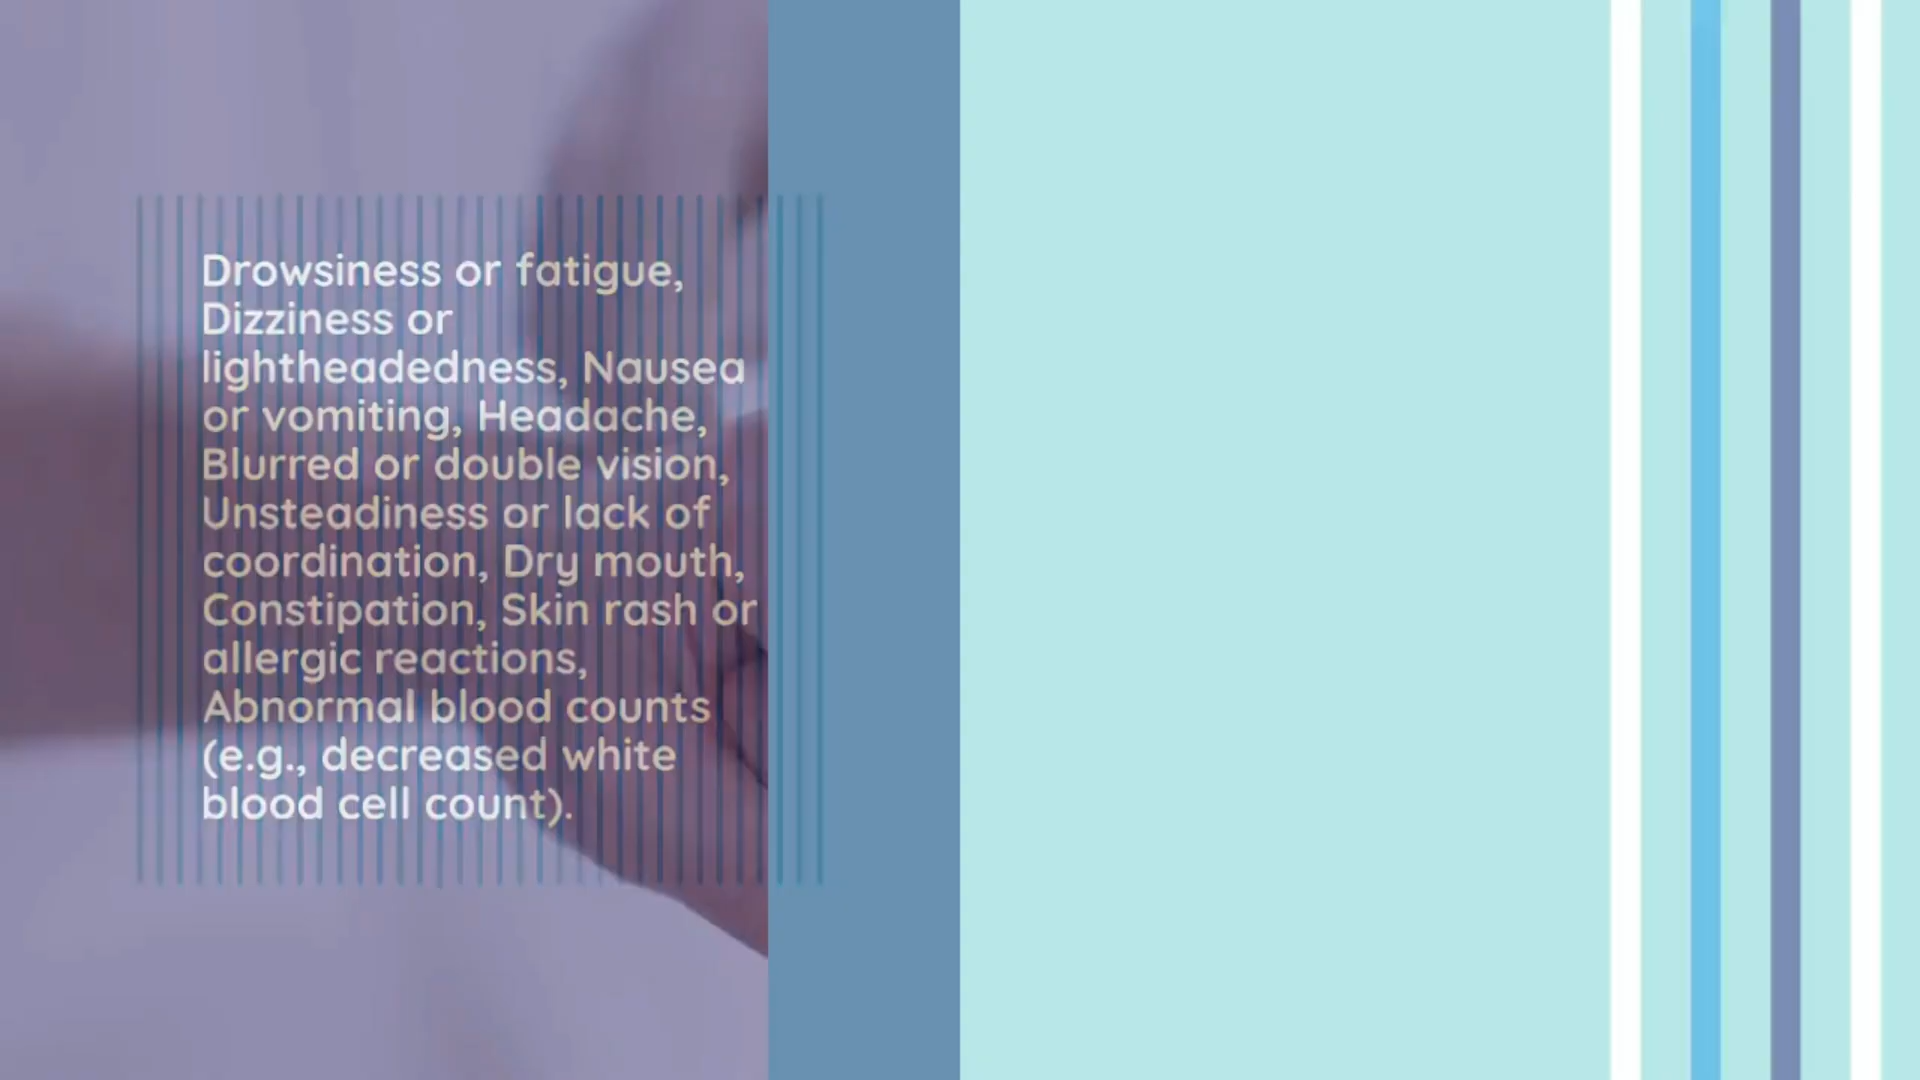 Drowsiness or fatigue,
Dizziness or
lightheadedness, Nausea
or vomiting, Headache,
Blurred or double vision,
Unsteadiness or lack of
coordination, Dry mouth,
Constipation, Skin rash or
allergic reactions,
Abnormal blood counts
(e.g., decreased white
blood cell count).